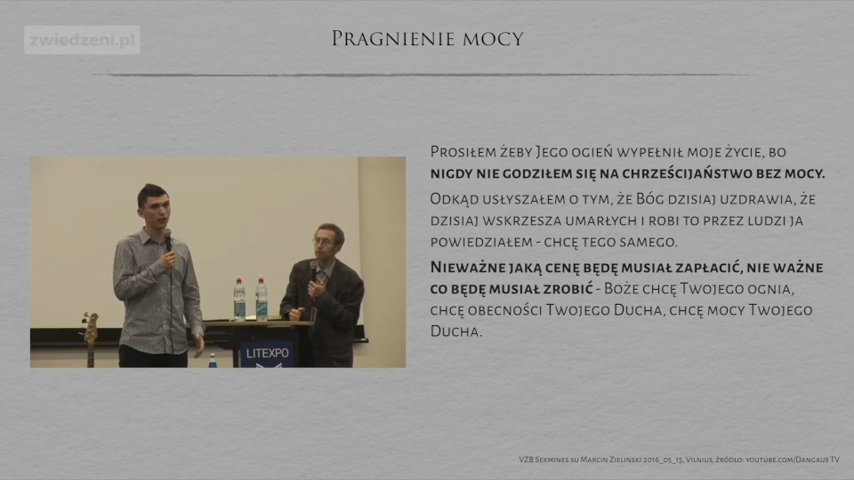 zwiedzeni.pl
Pragnienie mocy
Prosiłem żeby Jego ogień wypełnił moje życie, bo
nigdy nie godziłem się na chrześcijaństwo bez mocy.
Odkąd usłyszałem o tym, że Bóg dzisiaj uzdrawia, że
dzisiaj wskrzesza umarłych i robi to przez ludzi ja
powiedziałem - chcę tego samego.
Nieważne jaką cenę będę musiał zapłacić, nie ważne
co będę musiał zrobić - Boże chcę Twojego ognia,
chcę obecności Twojego Ducha, chcę mocy Twojego
Ducha.
LITEXPO
VZB Sekmines su Marcin Zielinski 2016_05_15, Vilnius, źródło: youtube.com/Dangaus TV